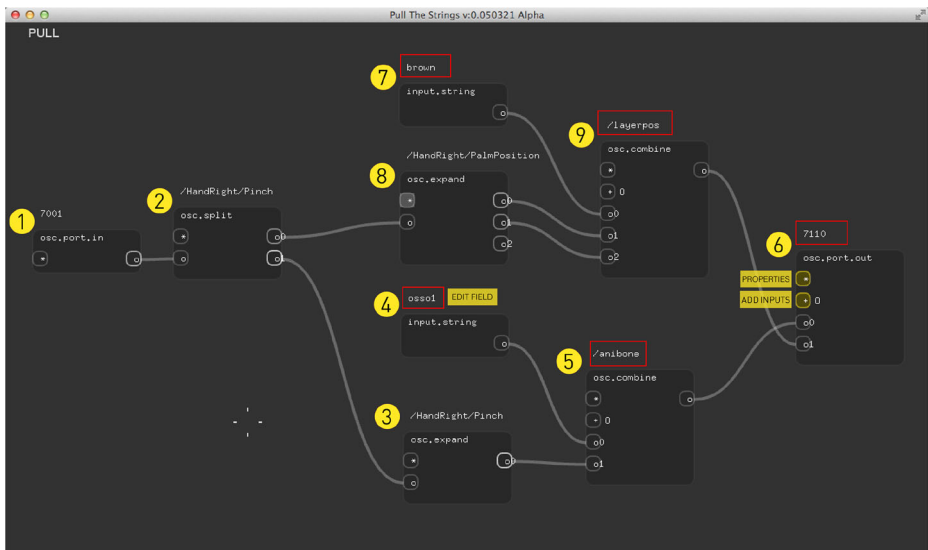 Pull The Strings v:0.050321 Alpha
PULL
7
brown
input.string
o
9
/layerpos
osc.combine
* o
+ 0
o0
o1
o2
8
/HandRight/PalmPosition
osc.expand
* o0
o o1
o2
2
/HandRight/Pinch
osc.split
* o0
o o1
1
7001
osc.port.in
* o
6
7110
osc.port.out
PROPERTIES *
ADD INPUTS + 0
o0
o1
4
osso1 EDIT FIELD
input.string
o
5
/anibone
osc.combine
* o
+ 0
o0
o1
3
/HandRight/Pinch
osc.expand
* o0
o